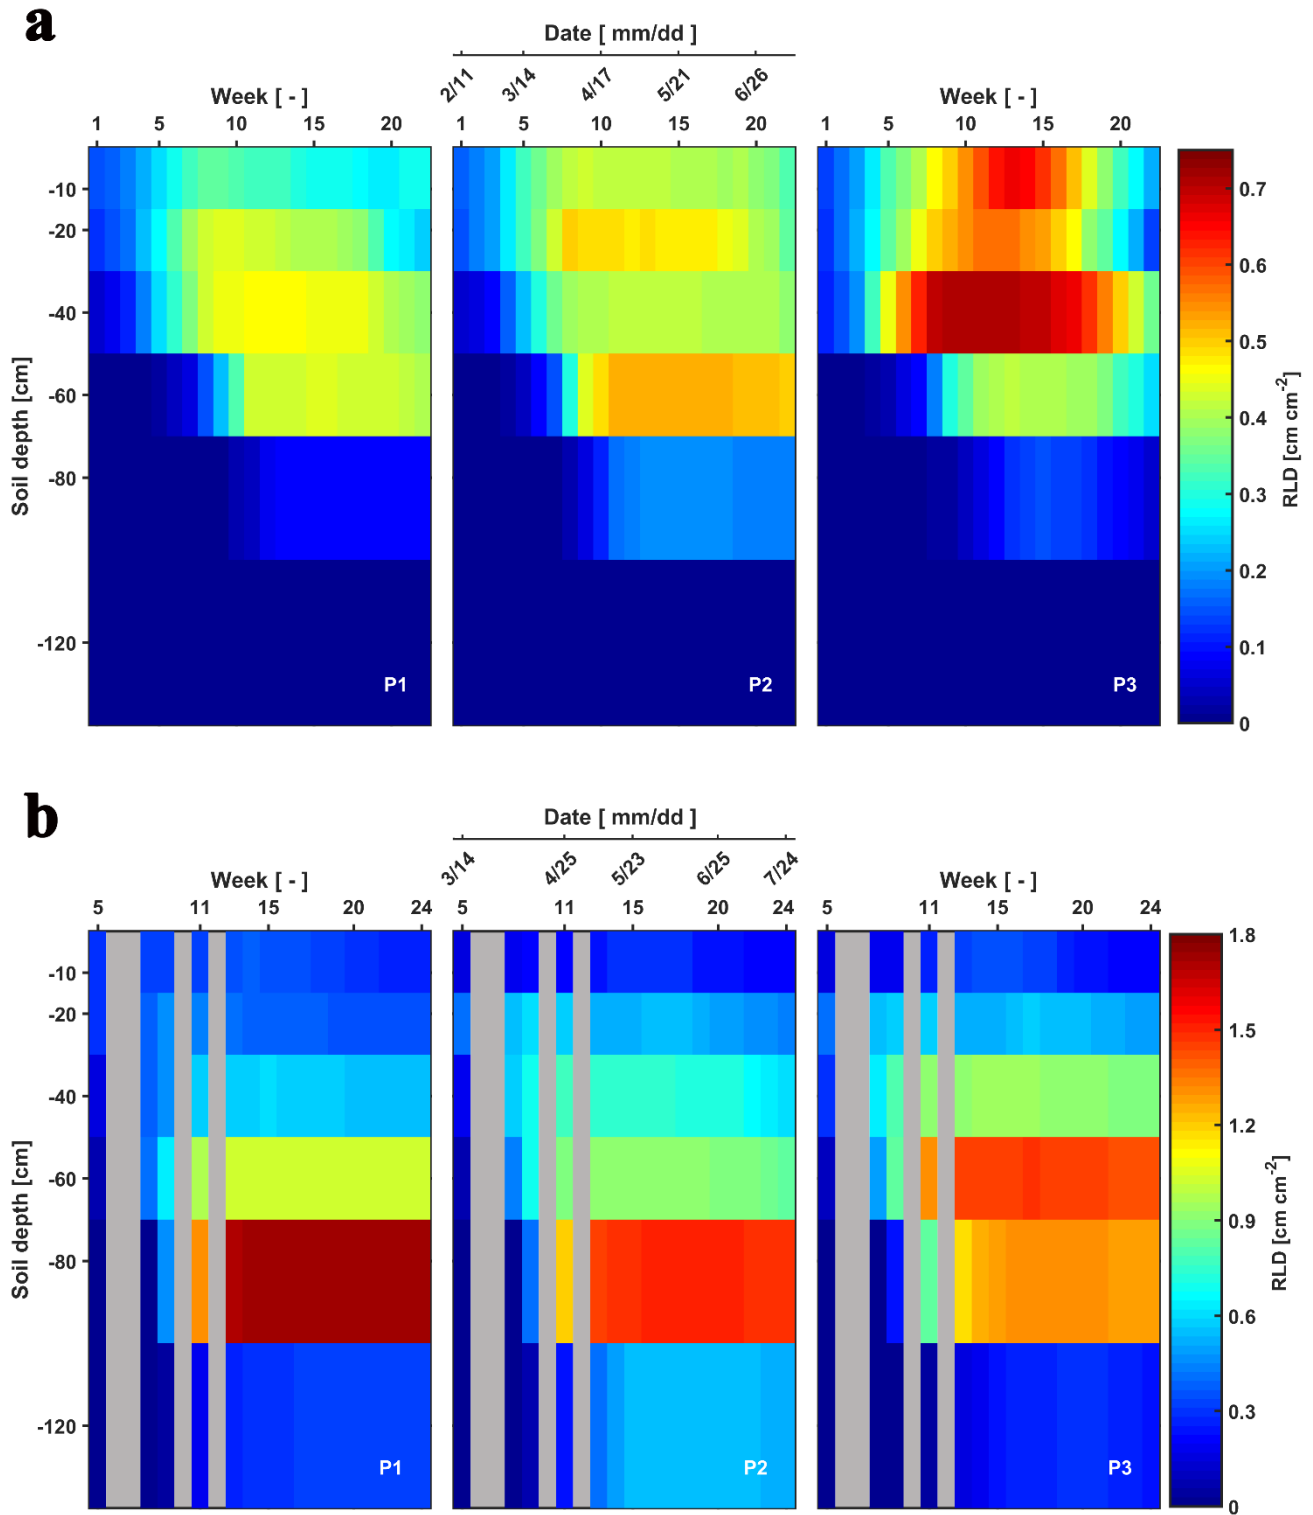 a
Date [ mm/dd ]
2/11 3/14 4/17 5/21 6/26
Week [ - ] Week [ - ]
1 5 10 15 20 1 5 10 15 20 1 5 10 15 20
Soil depth [cm]
-10
-20
-40
-60
-80
-120
P1 P2 P3
0.7
0.6
0.5
0.4
0.3
0.2
0.1
0
RLD [cm cm-2]
b
Date [ mm/dd ]
3/14 4/25 5/23 6/25 7/24
Week [ - ] Week [ - ]
5 11 15 20 24 5 11 15 20 24 5 11 15 20 24
Soil depth [cm]
-10
-20
-40
-60
-80
-120
P1 P2 P3
1.8
1.5
1.2
0.9
0.6
0.3
0
RLD [cm cm-2]